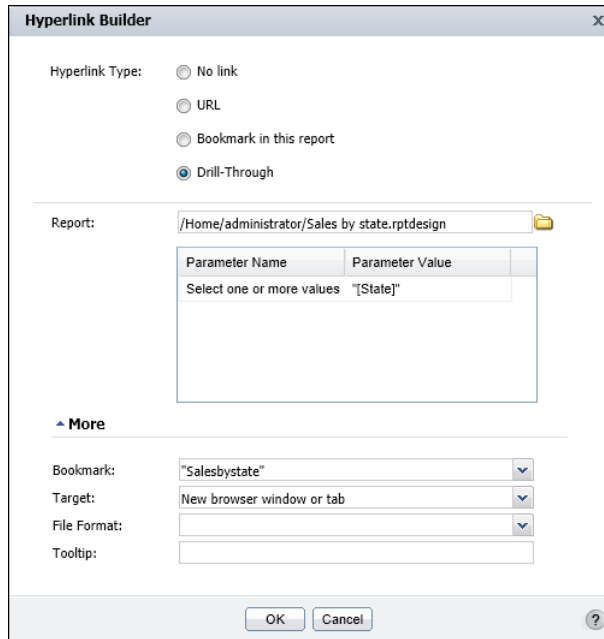 Hyperlink Builder x
Hyperlink Type: No link
URL
Bookmark in this report
Drill-Through
Report: /Home/administrator/Sales by state.rptdesign
Parameter Name Parameter Value
Select one or more values "[State]"
More
Bookmark: "Salesbystate"
Target: New browser window or tab
File Format:
Tooltip:
OK Cancel ?